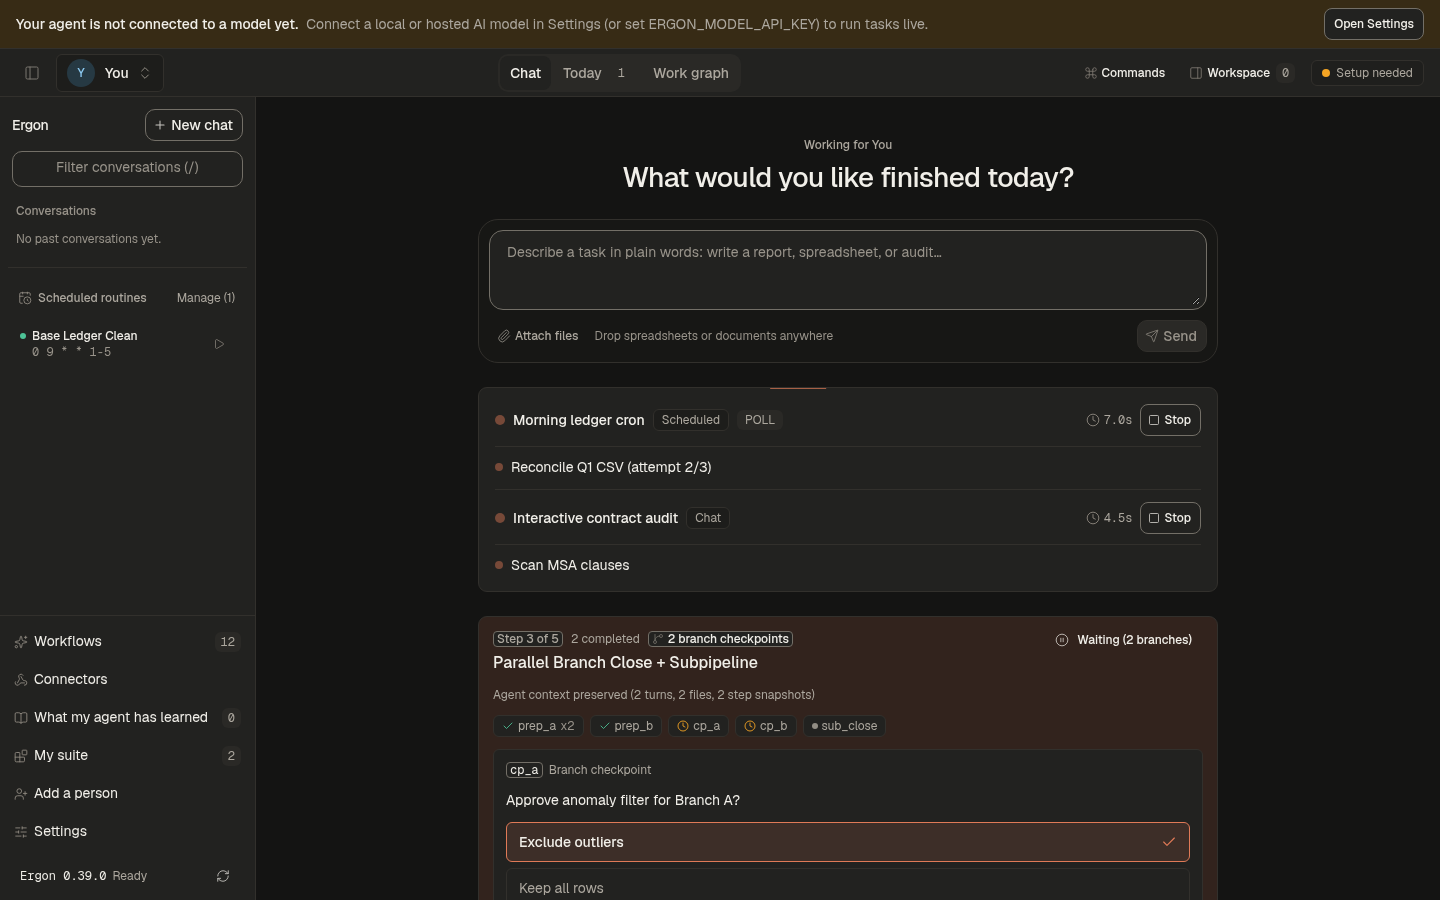 Your agent is not connected to a model yet. Connect a local or hosted AI model in Settings (or set ERGON_MODEL_API_KEY) to run tasks live.
Open Settings
Y You
Chat Today 1 Work graph
Commands Workspace 0 Setup needed
Ergon
New chat
Filter conversations (/)
Conversations
No past conversations yet.
Scheduled routines Manage (1)
Base Ledger Clean
0 9 * * 1-5
Workflows 12
Connectors
What my agent has learned 0
My suite 2
Add a person
Settings
Ergon 0.39.0 Ready
Working for You
What would you like finished today?
Describe a task in plain words: write a report, spreadsheet, or audit…
Attach files Drop spreadsheets or documents anywhere
Send
Morning ledger cron Scheduled POLL 7.0s Stop
Reconcile Q1 CSV (attempt 2/3)
Interactive contract audit Chat 4.5s Stop
Scan MSA clauses
Step 3 of 5 2 completed 2 branch checkpoints Waiting (2 branches)
Parallel Branch Close + Subpipeline
Agent context preserved (2 turns, 2 files, 2 step snapshots)
prep_a x2 prep_b cp_a cp_b sub_close
cp_a Branch checkpoint
Approve anomaly filter for Branch A?
Exclude outliers
Keep all rows